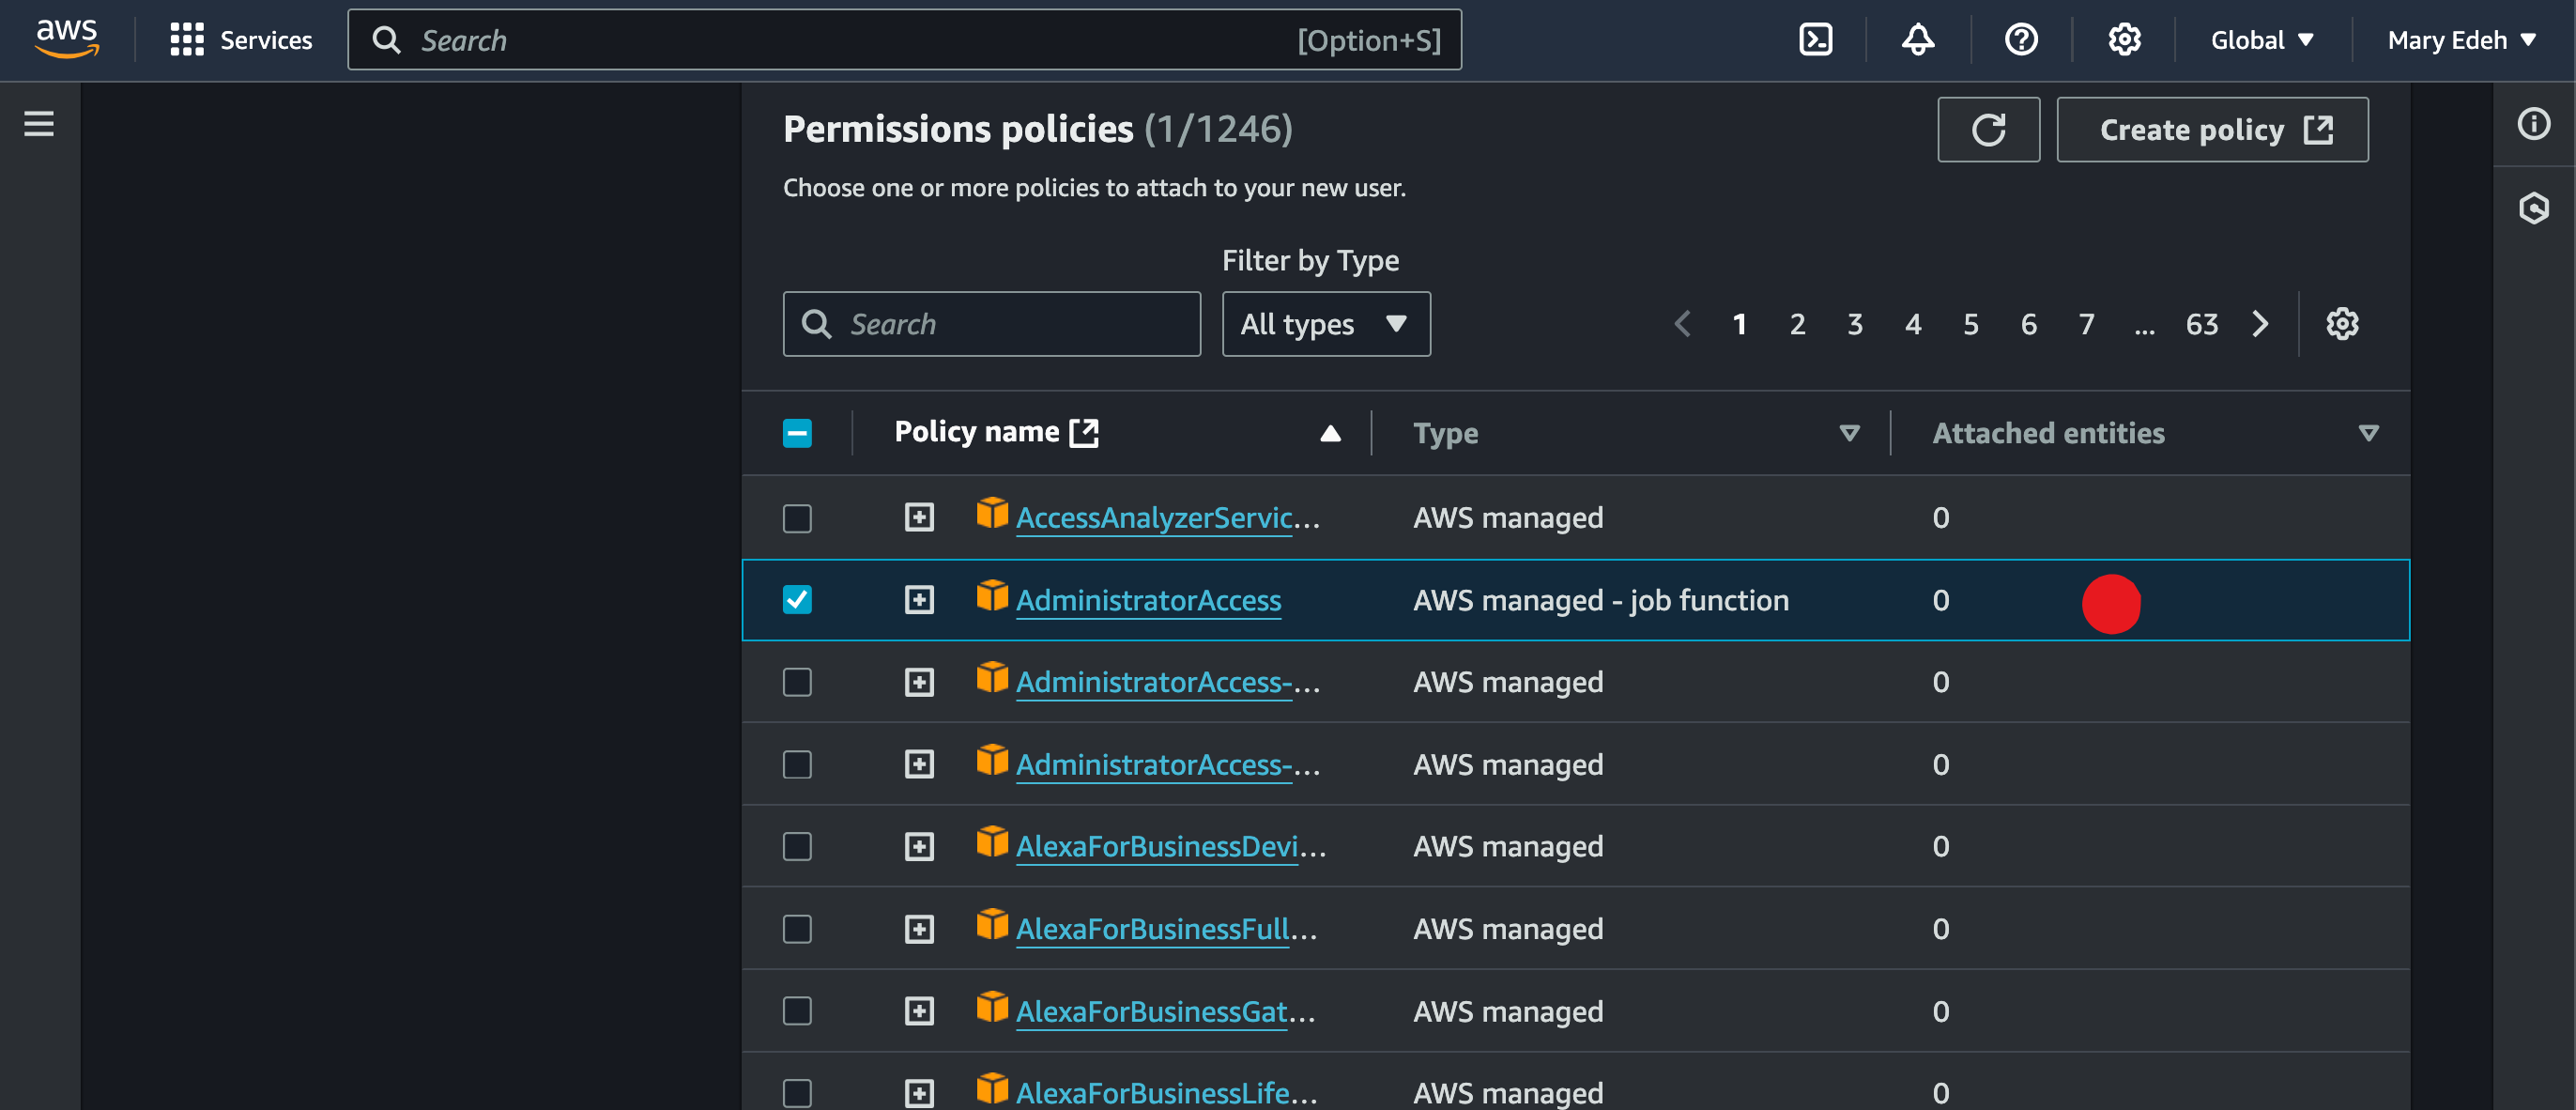 aws Services Search [Option+S] Global Mary Edeh
Permissions policies (1/1246) Create policy
Choose one or more policies to attach to your new user.
Filter by Type
Search All types 1 2 3 4 5 6 7 ... 63
Policy name Type Attached entities
AccessAnalyzerServic... AWS managed 0
AdministratorAccess AWS managed - job function 0
AdministratorAccess-... AWS managed 0
AdministratorAccess-... AWS managed 0
AlexaForBusinessDevi... AWS managed 0
AlexaForBusinessFull... AWS managed 0
AlexaForBusinessGat... AWS managed 0
AlexaForBusinessLife... AWS managed 0